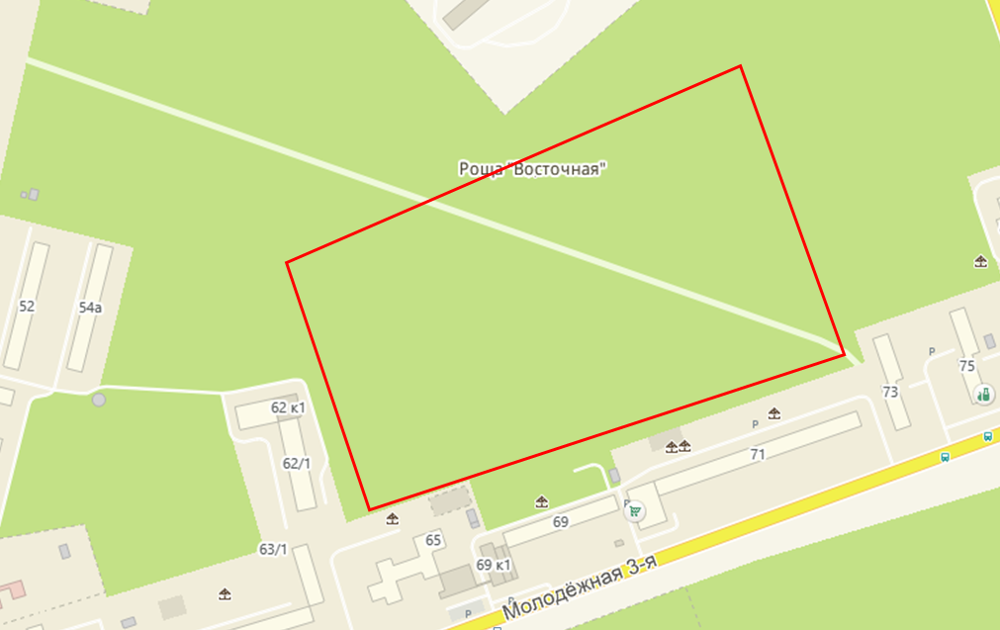 Роща "Восточная"
52
54а
62 к1
62/1
63/1
65
69 к1
69
71
73
75
P
P
P
P
P
Молодёжная 3-я